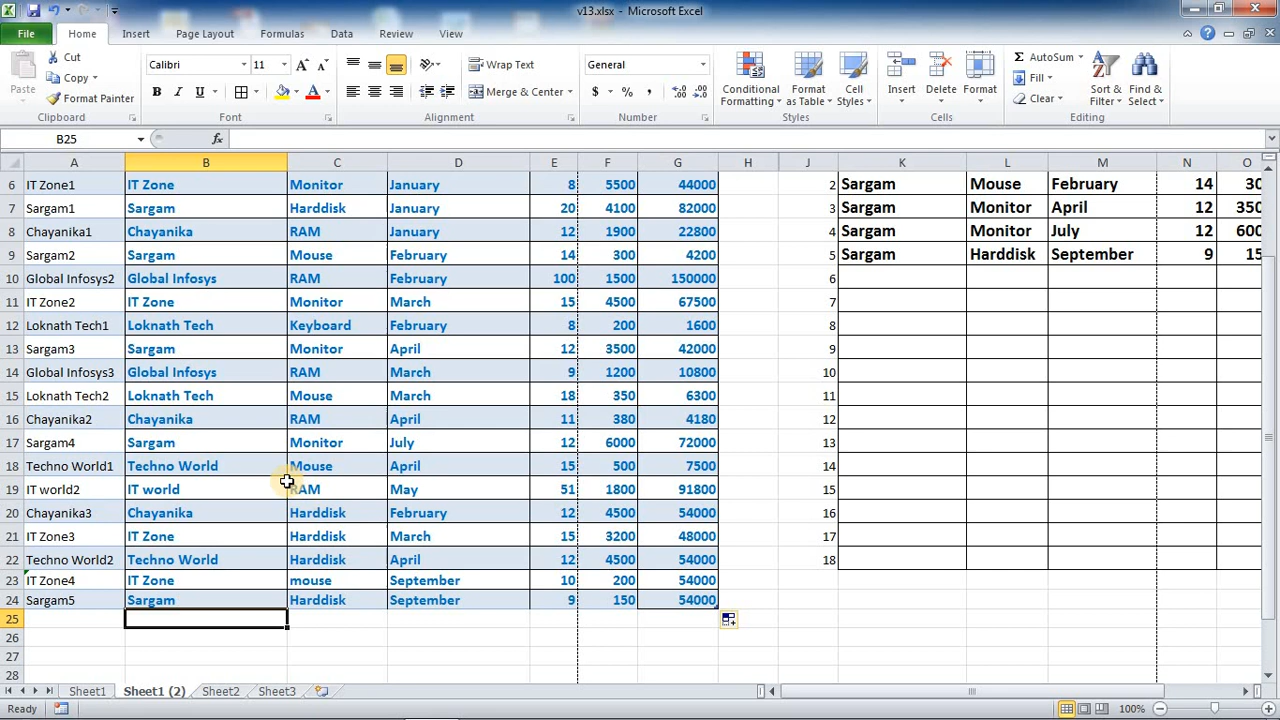 v13.xlsx - Microsoft Excel
File Home Insert Page Layout Formulas Data Review View
Paste Cut Copy Format Painter Clipboard
Calibri 11 A A B I U A Font
Wrap Text Merge & Center Alignment
General $ % , .0 .00 .00 .0 Number
Conditional Formatting Format as Table Cell Styles Styles
Insert Delete Format Cells
Σ AutoSum Fill Clear Sort & Filter Find & Select Editing
B25 fx
A B C D E F G H J K L M N O
6 IT Zone1 IT Zone Monitor January 8 5500 44000 2 Sargam Mouse February 14 30
7 Sargam1 Sargam Harddisk January 20 4100 82000 3 Sargam Monitor April 12 350
8 Chayanika1 Chayanika RAM January 12 1900 22800 4 Sargam Monitor July 12 600
9 Sargam2 Sargam Mouse February 14 300 4200 5 Sargam Harddisk September 9 15
10 Global Infosys2 Global Infosys RAM February 100 1500 150000 6
11 IT Zone2 IT Zone Monitor March 15 4500 67500 7
12 Loknath Tech1 Loknath Tech Keyboard February 8 200 1600 8
13 Sargam3 Sargam Monitor April 12 3500 42000 9
14 Global Infosys3 Global Infosys RAM March 9 1200 10800 10
15 Loknath Tech2 Loknath Tech Mouse March 18 350 6300 11
16 Chayanika2 Chayanika RAM April 11 380 4180 12
17 Sargam4 Sargam Monitor July 12 6000 72000 13
18 Techno World1 Techno World Mouse April 15 500 7500 14
19 IT world2 IT world RAM May 51 1800 91800 15
20 Chayanika3 Chayanika Harddisk February 12 4500 54000 16
21 IT Zone3 IT Zone Harddisk March 15 3200 48000 17
22 Techno World2 Techno World Harddisk April 12 4500 54000 18
23 IT Zone4 IT Zone mouse September 10 200 54000
24 Sargam5 Sargam Harddisk September 9 150 54000
25
26
27
28
Sheet1 Sheet1 (2) Sheet2 Sheet3
Ready 100%